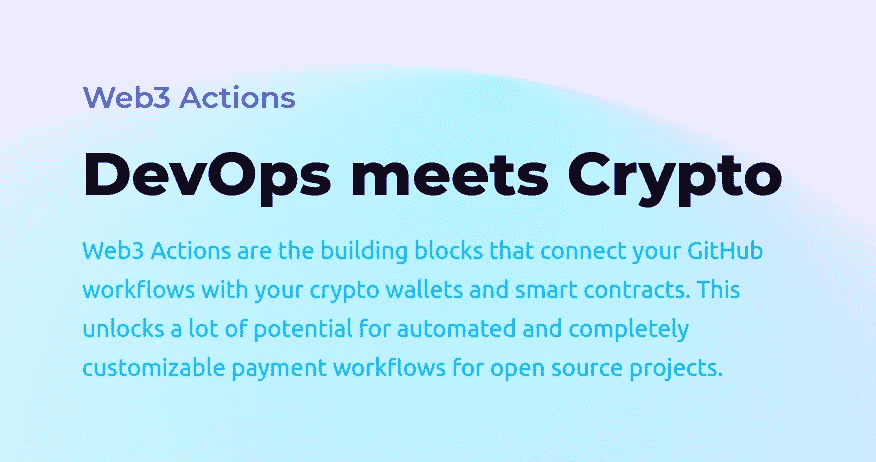 Web3 Actions
DevOps meets Crypto
Web3 Actions are the building blocks that connect your GitHub
workflows with your crypto wallets and smart contracts. This
unlocks a lot of potential for automated and completely
customizable payment workflows for open source projects.